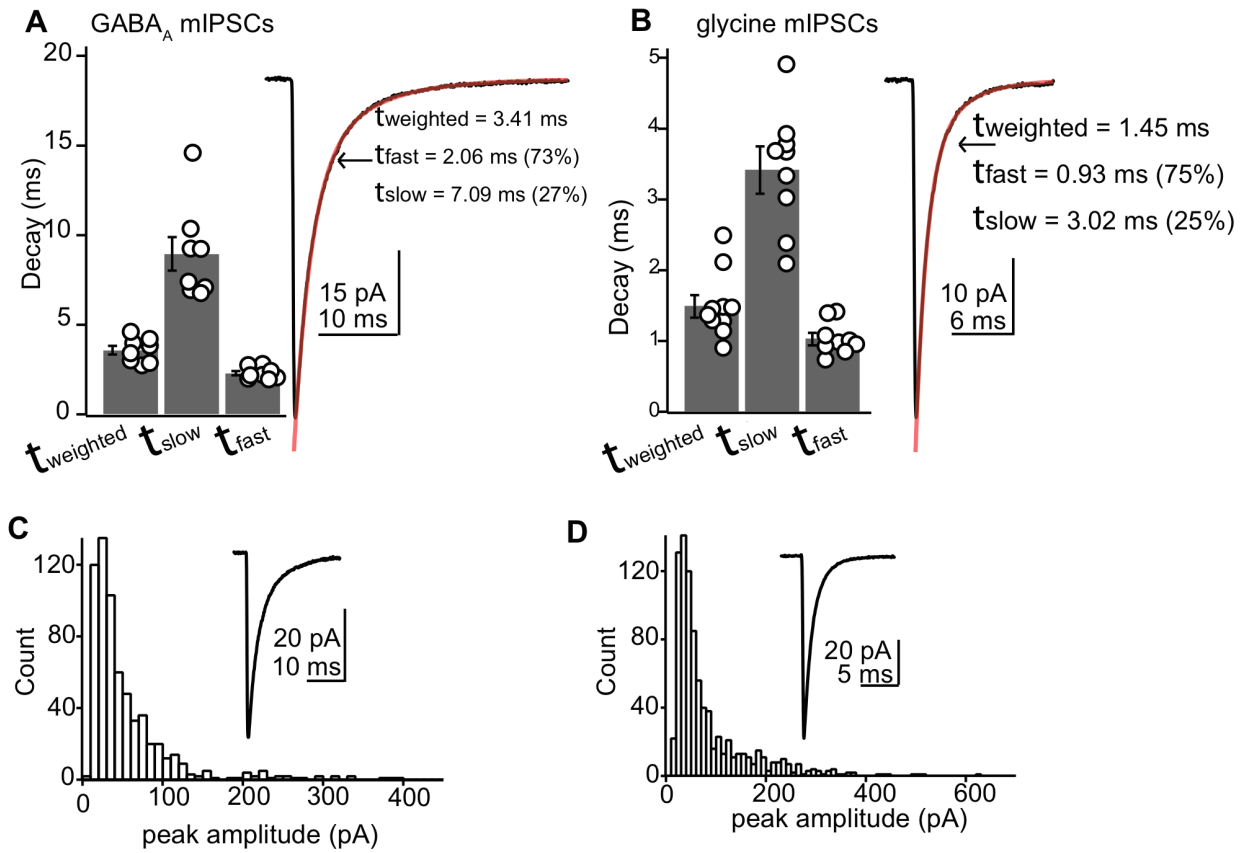 A GABAA mIPSCs
20
15
10
5
0
Decay (ms)
tweighted = 3.41 ms
tfast = 2.06 ms (73%)
tslow = 7.09 ms (27%)
15 pA
10 ms
tweighted tslow tfast
B glycine mIPSCs
5
4
3
2
1
0
Decay (ms)
tweighted = 1.45 ms
tfast = 0.93 ms (75%)
tslow = 3.02 ms (25%)
10 pA
6 ms
tweighted tslow tfast
C
120
80
40
0
Count
20 pA
10 ms
0 100 200 300 400
peak amplitude (pA)
D
120
80
40
0
Count
20 pA
5 ms
0 200 400 600
peak amplitude (pA)